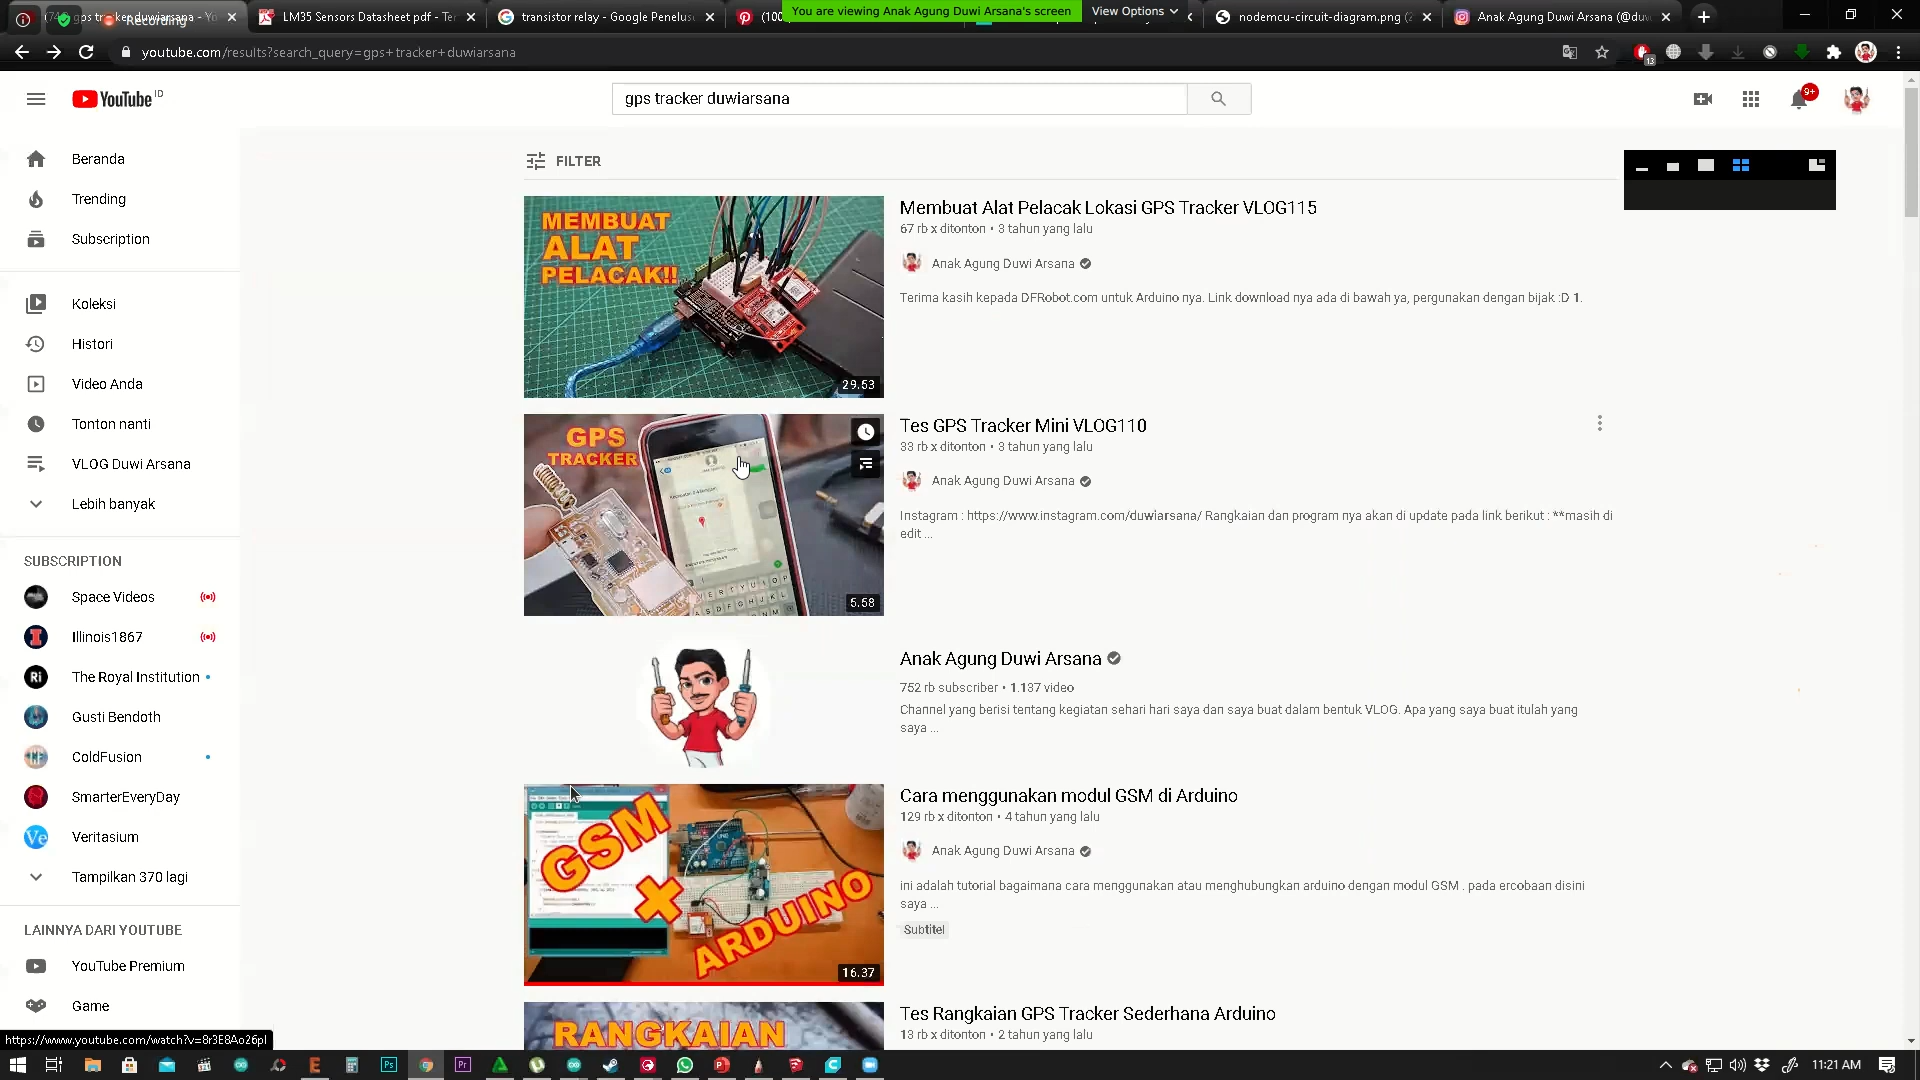 gps tracker duwiarsana - Yo
Recording
LM35 Sensors Datasheet pdf - Te
transistor relay - Google Penelus
You are viewing Anak Agung Duwi Arsana's screen
View Options
nodemcu-circuit-diagram.png (2
Anak Agung Duwi Arsana (@duw
youtube.com/results?search_query=gps+tracker+duwiarsana
13
YouTube ID
gps tracker duwiarsana
9+
Beranda
Trending
Subscription
Koleksi
Histori
Video Anda
Tonton nanti
VLOG Duwi Arsana
Lebih banyak
SUBSCRIPTION
Space Videos
Illinois1867
The Royal Institution
Gusti Bendoth
ColdFusion
SmarterEveryDay
Veritasium
Tampilkan 370 lagi
LAINNYA DARI YOUTUBE
YouTube Premium
Game
https://www.youtube.com/watch?v=8r3E8Ao26pI
FILTER
MEMBUAT
ALAT
PELACAK!!
29.53
Membuat Alat Pelacak Lokasi GPS Tracker VLOG115
67 rb x ditonton • 3 tahun yang lalu
Anak Agung Duwi Arsana
Terima kasih kepada DFRobot.com untuk Arduino nya. Link download nya ada di bawah ya, pergunakan dengan bijak :D 1.
GPS
TRACKER
5.58
Tes GPS Tracker Mini VLOG110
33 rb x ditonton • 3 tahun yang lalu
Anak Agung Duwi Arsana
Instagram : https://www.instagram.com/duwiarsana/ Rangkaian dan program nya akan di update pada link berikut : **masih di
edit ...
Anak Agung Duwi Arsana
752 rb subscriber • 1.137 video
Channel yang berisi tentang kegiatan sehari hari saya dan saya buat dalam bentuk VLOG. Apa yang saya buat itulah yang
saya ...
GSM
ARDUINO
16.37
Cara menggunakan modul GSM di Arduino
129 rb x ditonton • 4 tahun yang lalu
Anak Agung Duwi Arsana
ini adalah tutorial bagaimana cara menggunakan atau menghubungkan arduino dengan modul GSM . pada ercobaan disini
saya ...
Subtitel
RANGKAIAN
Tes Rangkaian GPS Tracker Sederhana Arduino
13 rb x ditonton • 2 tahun yang lalu
11:21 AM